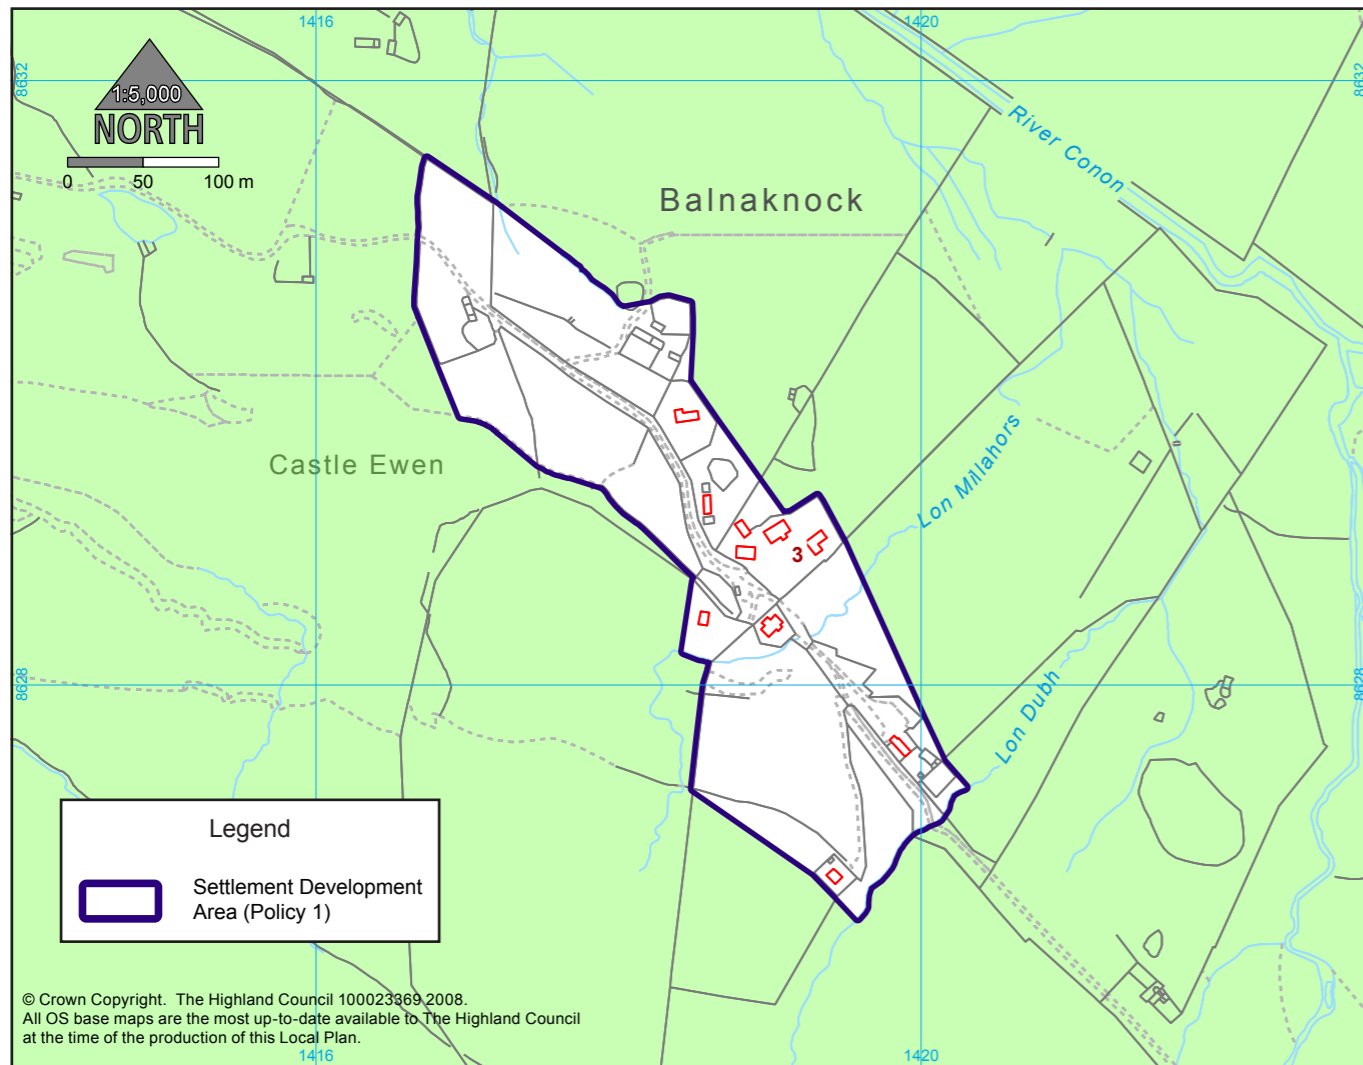 1416
1420
8632
8632
1:5,000
NORTH
0 50 100 m
River Conon
Balnaknock
Castle Ewen
Lon Millahors
3
8628
8628
Lon Dubh
Legend
Settlement Development
Area (Policy 1)
© Crown Copyright. The Highland Council 100023369 2008.
All OS base maps are the most up-to-date available to The Highland Council
at the time of the production of this Local Plan.
1416
1420